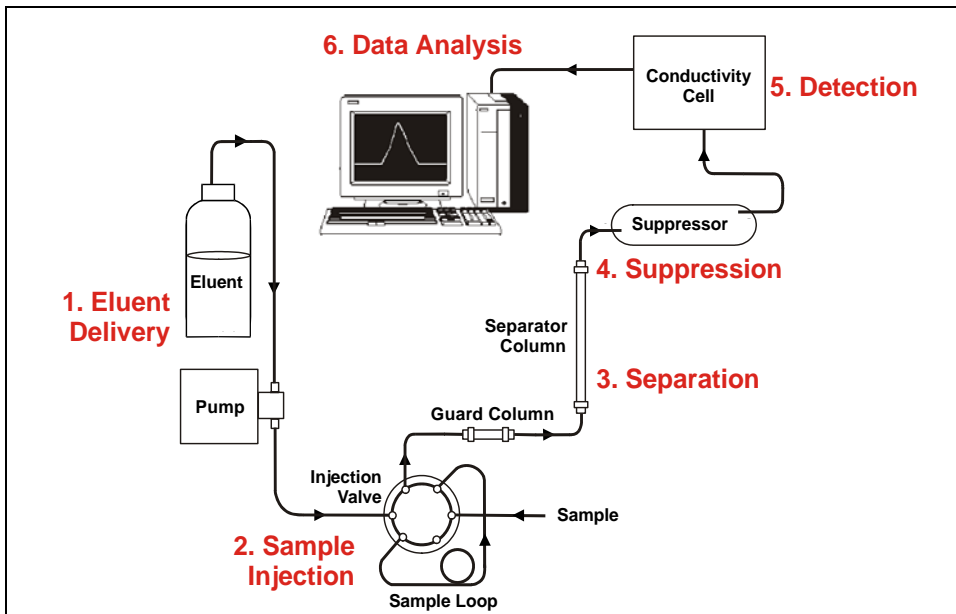 6. Data Analysis
Conductivity
Cell
5. Detection
Suppressor
4. Suppression
Eluent
1. Eluent
Delivery
Separator
Column
3. Separation
Pump
Guard Column
Injection
Valve
Sample
2. Sample
Injection
Sample Loop